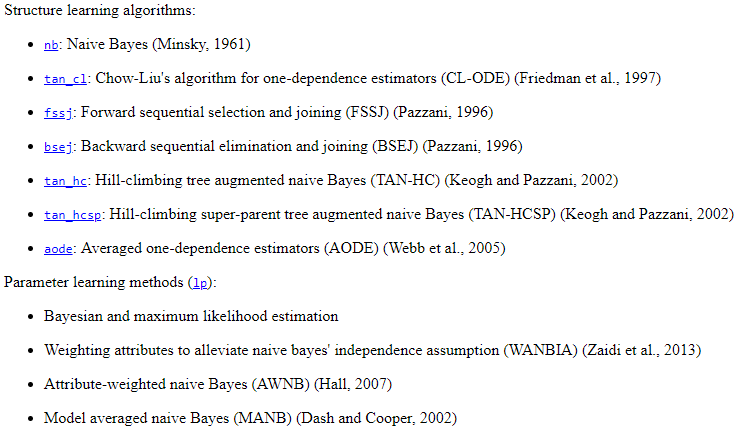 Structure learning algorithms:
• nb: Naive Bayes (Minsky, 1961)
• tan_cl: Chow-Liu's algorithm for one-dependence estimators (CL-ODE) (Friedman et al., 1997)
• fssj: Forward sequential selection and joining (FSSJ) (Pazzani, 1996)
• bsej: Backward sequential elimination and joining (BSEJ) (Pazzani, 1996)
• tan_hc: Hill-climbing tree augmented naive Bayes (TAN-HC) (Keogh and Pazzani, 2002)
• tan_hcsp: Hill-climbing super-parent tree augmented naive Bayes (TAN-HCSP) (Keogh and Pazzani, 2002)
• aode: Averaged one-dependence estimators (AODE) (Webb et al., 2005)
Parameter learning methods (lp):
• Bayesian and maximum likelihood estimation
• Weighting attributes to alleviate naive bayes' independence assumption (WANBIA) (Zaidi et al., 2013)
• Attribute-weighted naive Bayes (AWNB) (Hall, 2007)
• Model averaged naive Bayes (MANB) (Dash and Cooper, 2002)